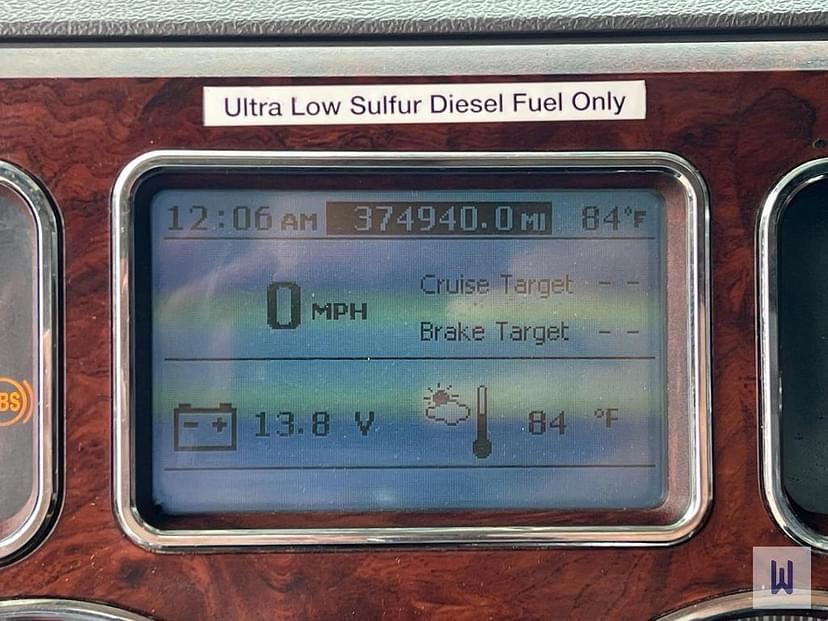 Ultra Low Sulfur Diesel Fuel Only
12:06 AM 374940.0 MI 84°F
0 MPH
Cruise Target --
Brake Target --
- + 13.8 V 84 °F
BS
W